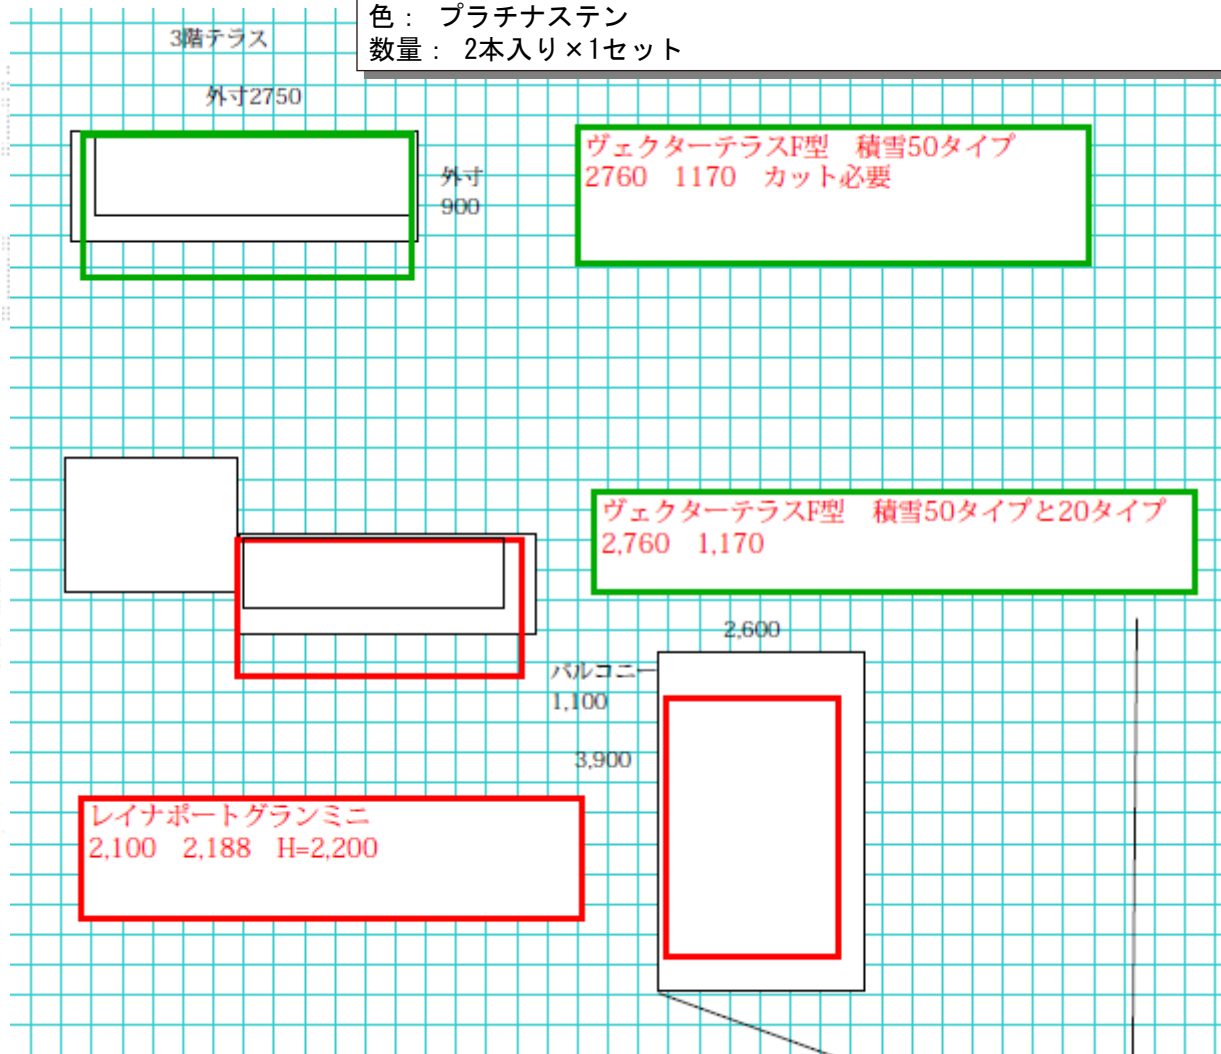 色： プラチナステン
数量： 2本入り×1セット
3階テラス
外寸2750
外寸
900
ヴェクターテラスF型　積雪50タイプ
2760　1170　カット必要
ヴェクターテラスF型　積雪50タイプと20タイプ
2,760　1,170
2,600
バルコニー
1,100
3,900
レイナポートグランミニ
2,100　2,188　H=2,200